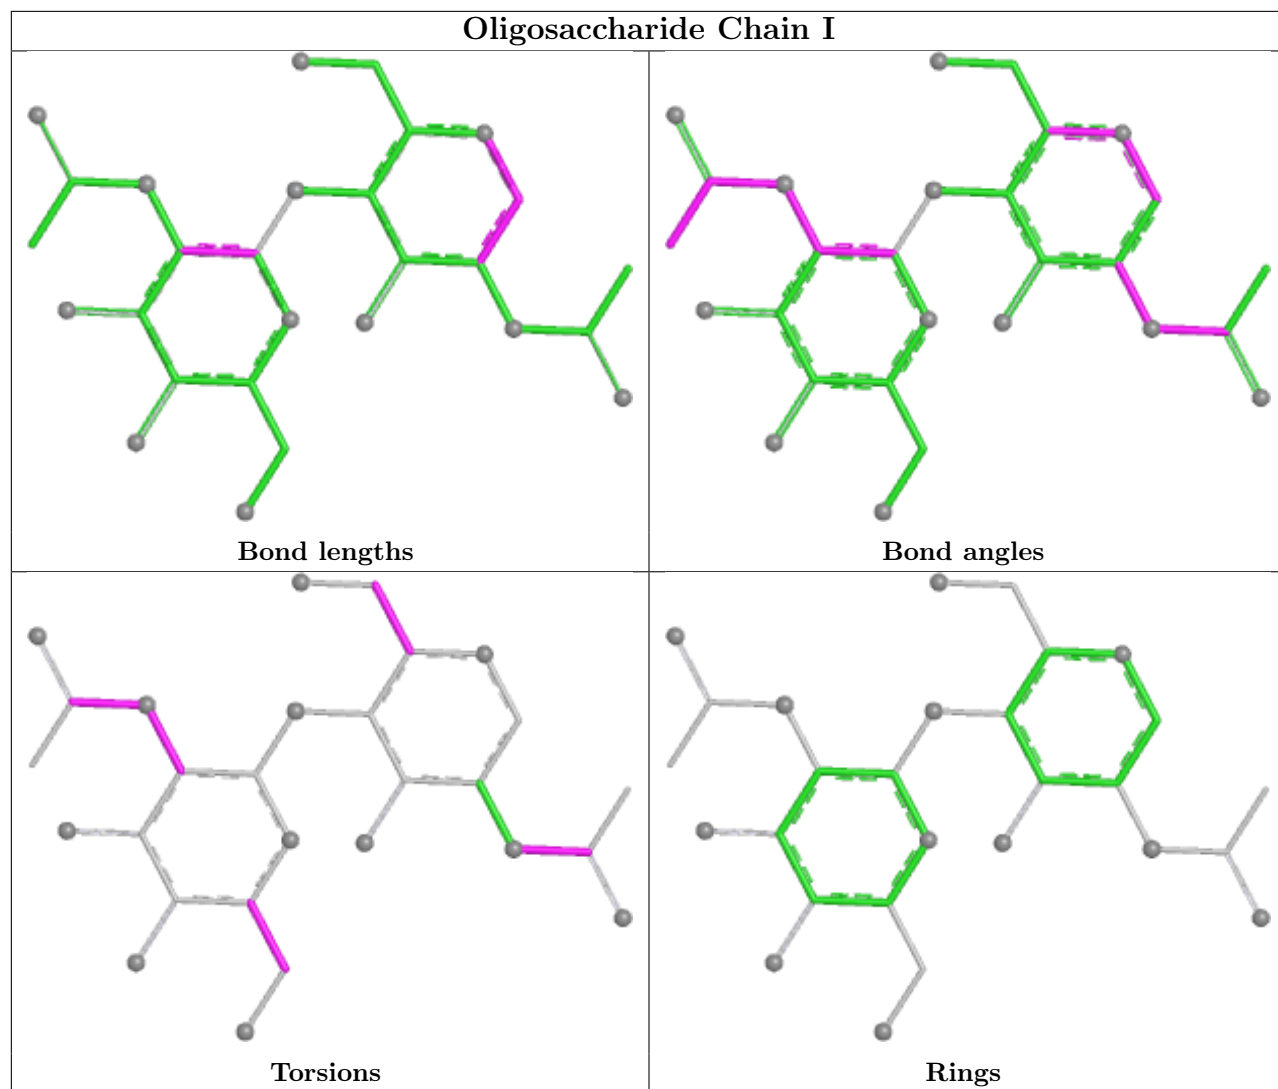 Oligosaccharide Chain I
Bond lengths
Bond angles
Torsions
Rings